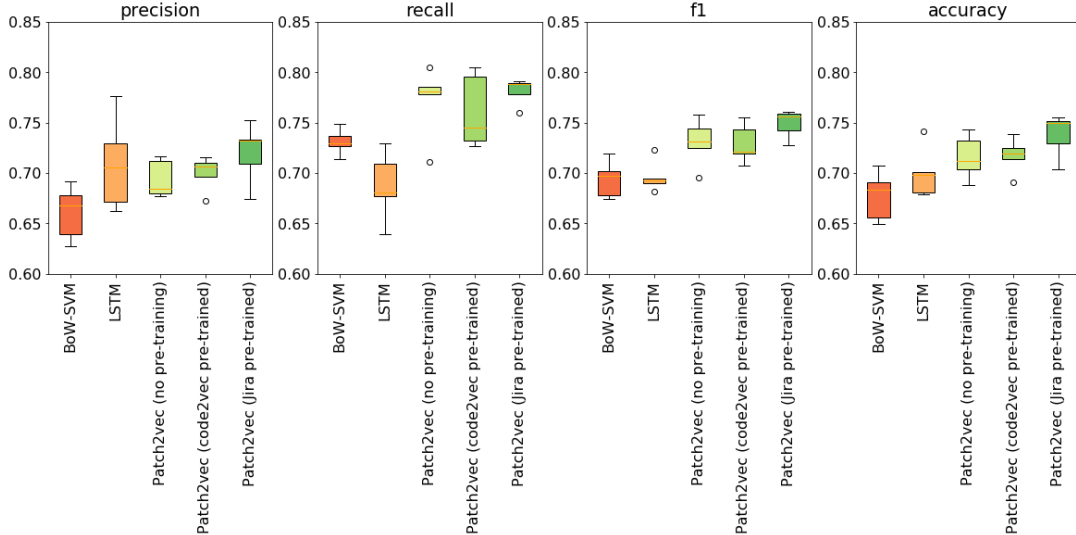 precision
0.85
0.80
0.75
0.70
0.65
0.60
BoW-SVM
LSTM
Patch2vec (no pre-training)
Patch2vec (code2vec pre-trained)
Patch2vec (Jira pre-trained)
recall
0.85
0.80
0.75
0.70
0.65
0.60
BoW-SVM
LSTM
Patch2vec (no pre-training)
Patch2vec (code2vec pre-trained)
Patch2vec (Jira pre-trained)
f1
0.85
0.80
0.75
0.70
0.65
0.60
BoW-SVM
LSTM
Patch2vec (no pre-training)
Patch2vec (code2vec pre-trained)
Patch2vec (Jira pre-trained)
accuracy
0.85
0.80
0.75
0.70
0.65
0.60
BoW-SVM
LSTM
Patch2vec (no pre-training)
Patch2vec (code2vec pre-trained)
Patch2vec (Jira pre-trained)